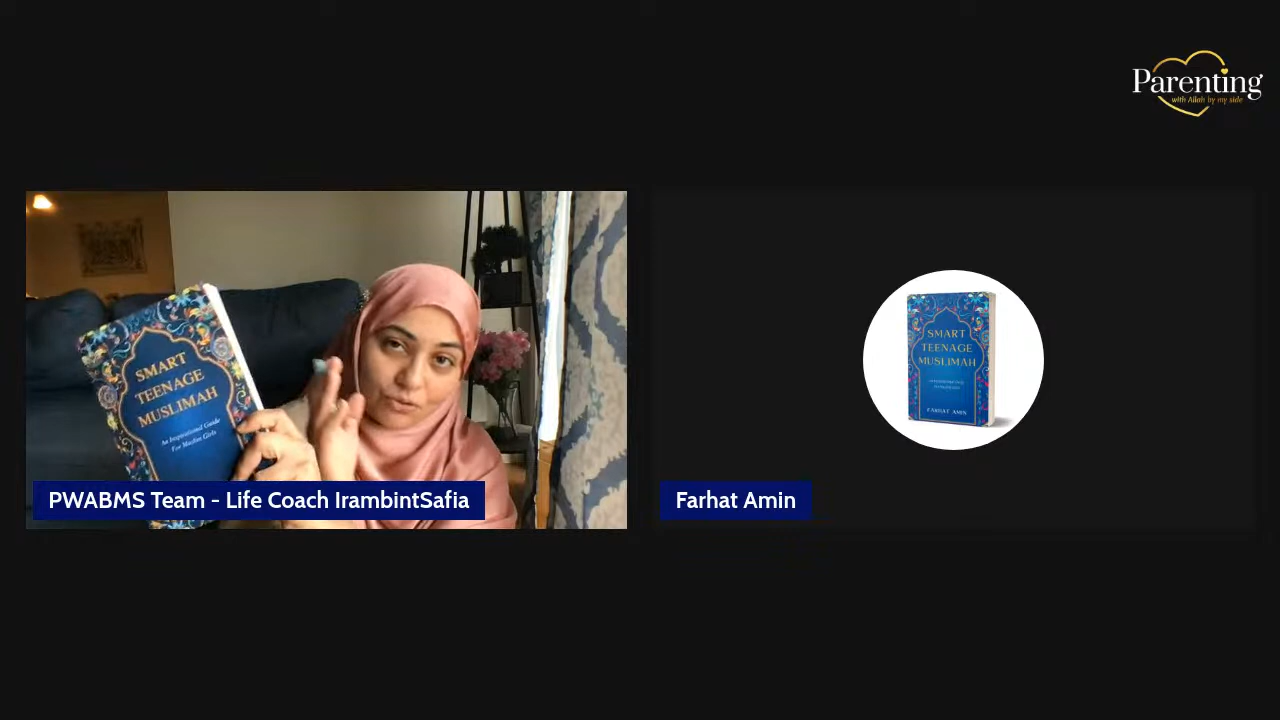 Parenting
with Allah by my side
SMART
TEENAGE
MUSLIMAH
An Inspirational Guide
For Muslim Girls
PWABMS Team - Life Coach IrambintSafia
SMART
TEENAGE
MUSLIMAH
FARHAT AMIN
Farhat Amin